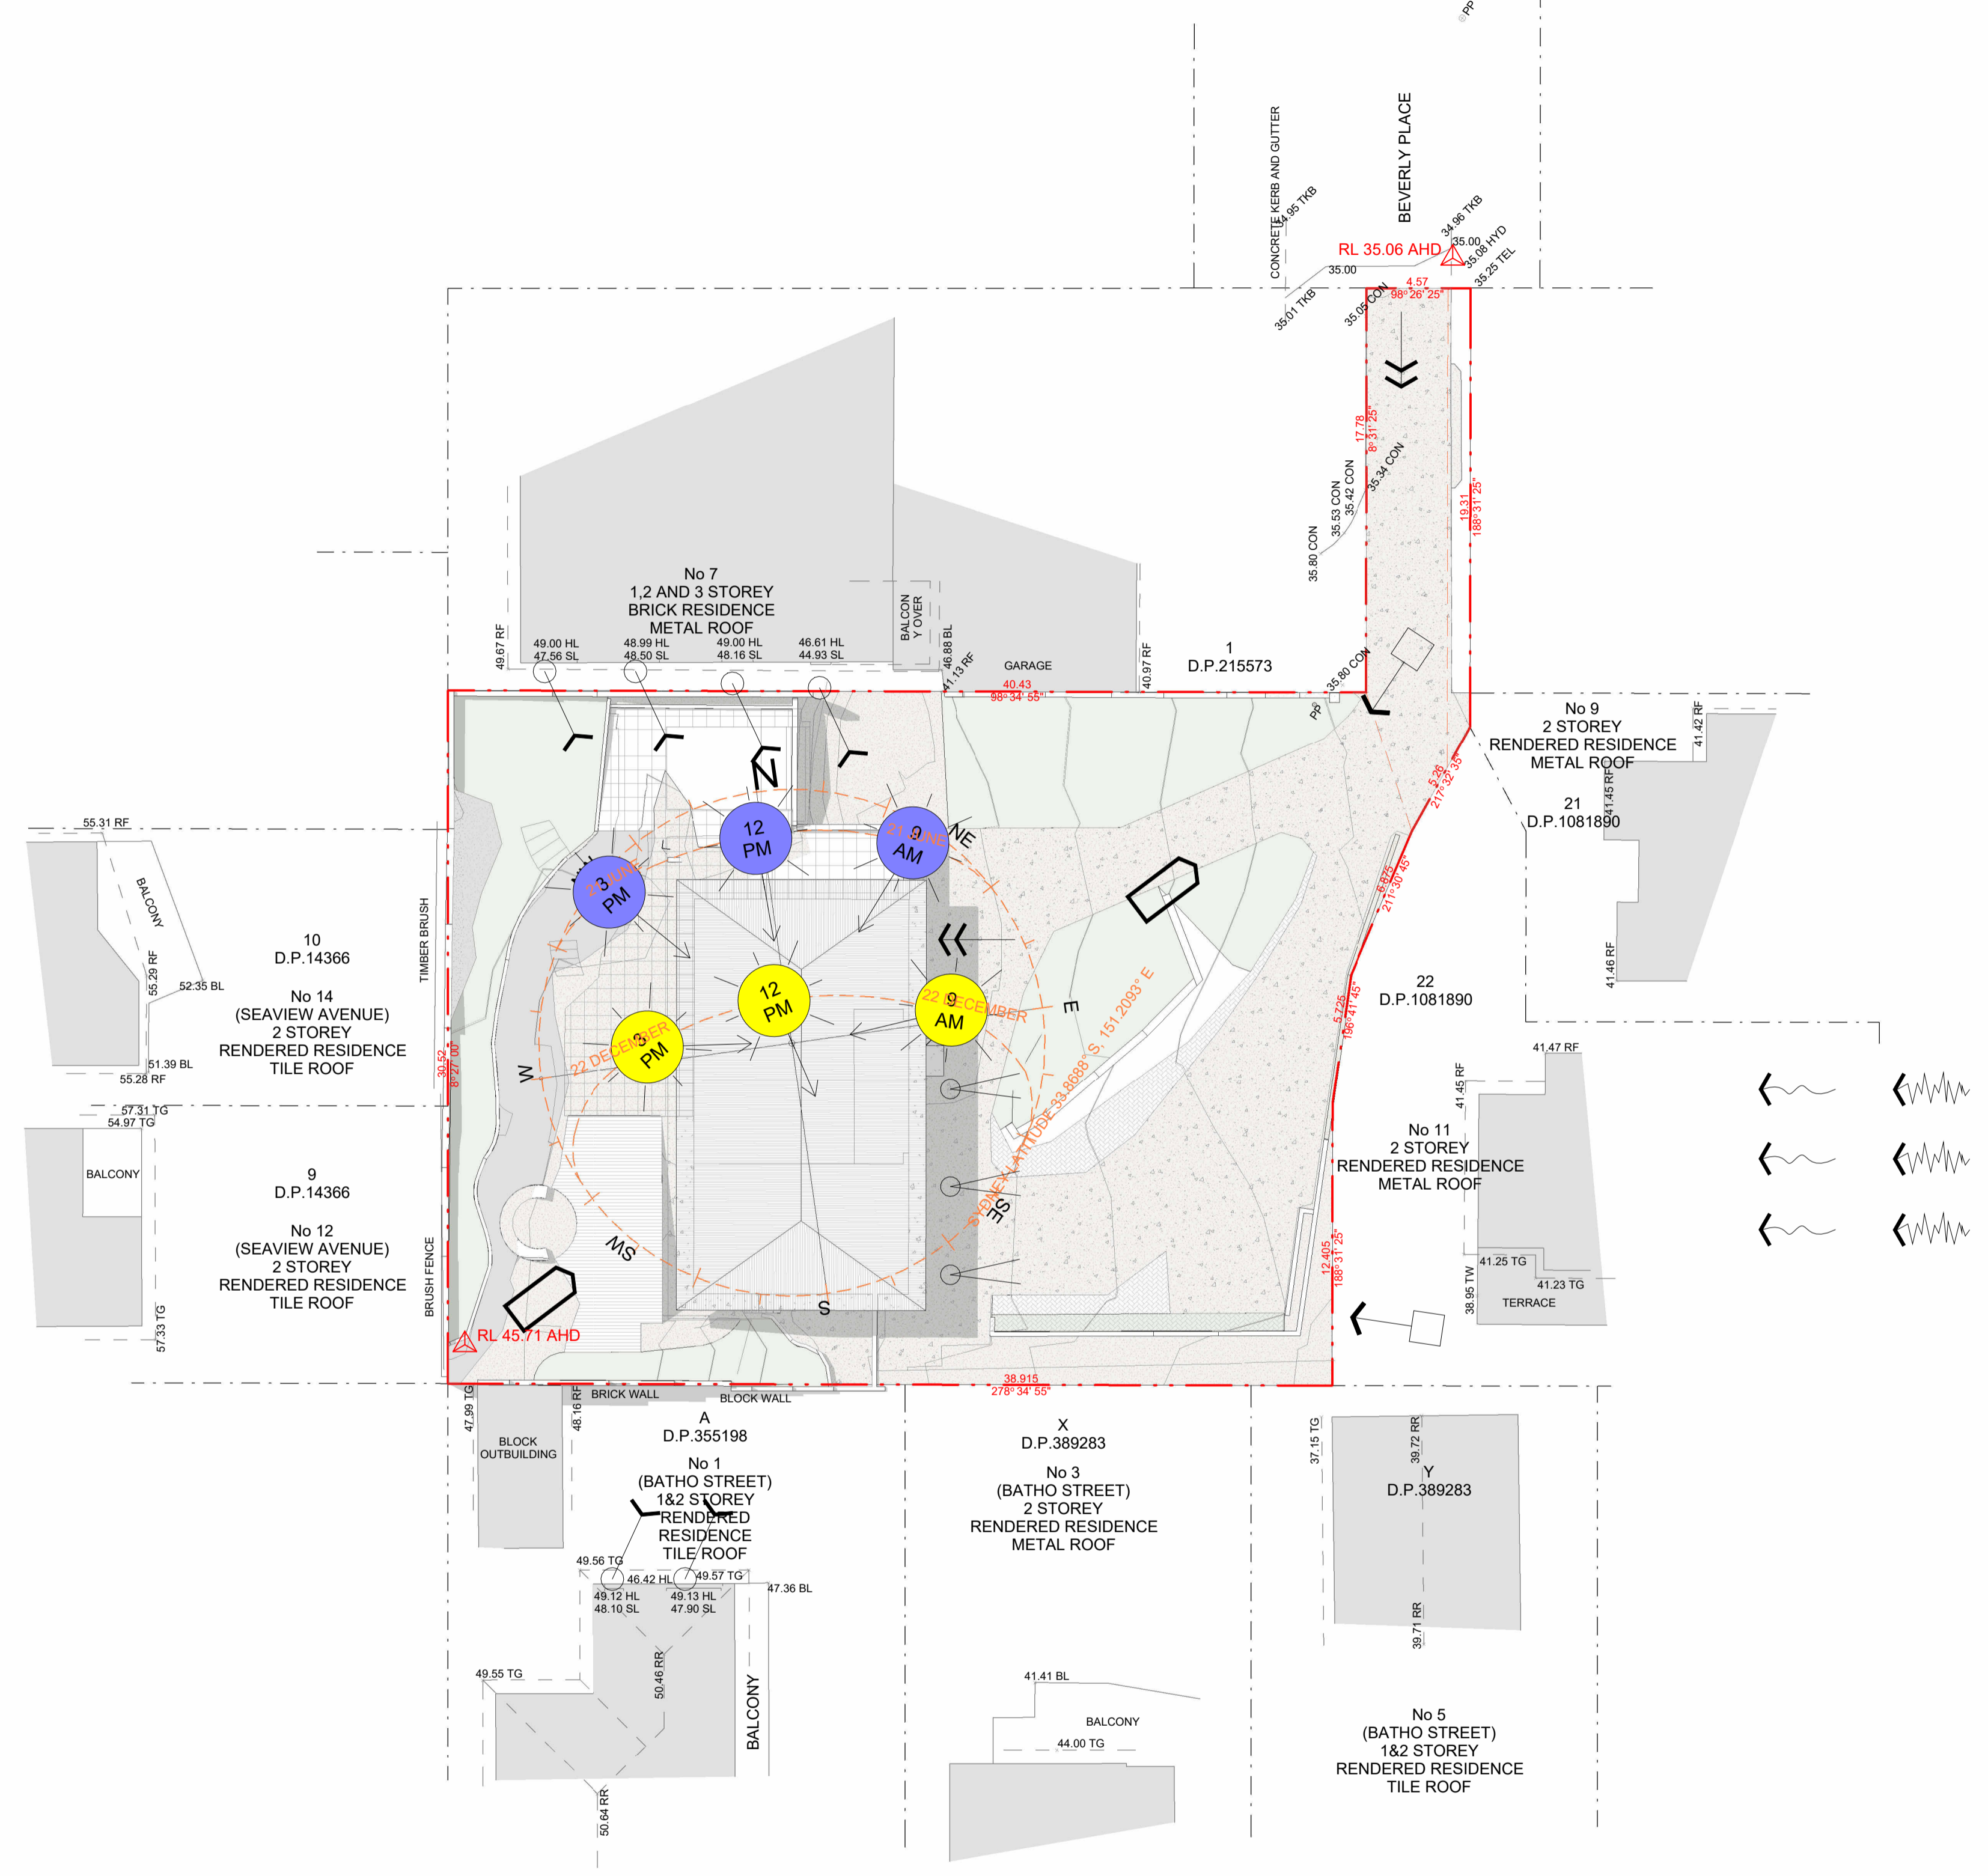 PP
BEVERLY PLACE
CONCRETE KERB AND GUTTER
34.95 TKB
34.96 TKB
35.00
35.08 HYD
35.25 TEL
RL 35.06 AHD
35.00
4.57
98° 26' 25"
35.01 TKB
35.05 CON
17.78
8° 31' 25"
35.34 CON
35.42 CON
35.53 CON
35.80 CON
19.31
188° 31' 25"
No 7
1,2 AND 3 STOREY
BRICK RESIDENCE
METAL ROOF
BALCON
Y OVER
49.67 RF
49.00 HL
47.56 SL
48.99 HL
48.50 SL
49.00 HL
48.16 SL
46.61 HL
44.93 SL
46.88 BL
41.13 RF
GARAGE
40.43
98° 34' 55"
40.97 RF
1
D.P.215573
35.80 CON
PP
No 9
2 STOREY
RENDERED RESIDENCE
METAL ROOF
41.42 RF
41.45 RF
21
D.P.1081890
41.46 RF
5.26
217° 32' 35"
6.875
211° 30' 45"
5.725
196° 41' 45"
22
D.P.1081890
N
NE
E
SE
S
SW
W
12
PM
9
AM
3
PM
21 JUNE
21 JUNE
12
PM
9
AM
3
PM
22 DECEMBER
22 DECEMBER
SYDNEY LATITUDE 33.8688° S, 151.2093° E
55.31 RF
BALCONY
55.29 RF
52.35 BL
51.39 BL
55.28 RF
10
D.P.14366
No 14
(SEAVIEW AVENUE)
2 STOREY
RENDERED RESIDENCE
TILE ROOF
TIMBER BRUSH
30.52
8° 27' 00"
57.31 TG
54.97 TG
BALCONY
57.33 TG
9
D.P.14366
No 12
(SEAVIEW AVENUE)
2 STOREY
RENDERED RESIDENCE
TILE ROOF
BRUSH FENCE
RL 45.71 AHD
41.47 RF
41.45 RF
No 11
2 STOREY
RENDERED RESIDENCE
METAL ROOF
12.405
188° 31' 25"
38.95 TW
41.25 TG
41.23 TG
TERRACE
38.915
278° 34' 55"
BRICK WALL
BLOCK WALL
47.99 TG
48.16 RF
BLOCK
OUTBUILDING
A
D.P.355198
No 1
(BATHO STREET)
1&2 STOREY
RENDERED
RESIDENCE
TILE ROOF
49.56 TG
46.42 HL
49.57 TG
49.12 HL
48.10 SL
49.13 HL
47.90 SL
47.36 BL
50.46 RR
49.55 TG
BALCONY
50.64 RR
X
D.P.389283
No 3
(BATHO STREET)
2 STOREY
RENDERED RESIDENCE
METAL ROOF
41.41 BL
BALCONY
44.00 TG
37.15 TG
39.72 RR
Y
D.P.389283
39.71 RR
No 5
(BATHO STREET)
1&2 STOREY
RENDERED RESIDENCE
TILE ROOF